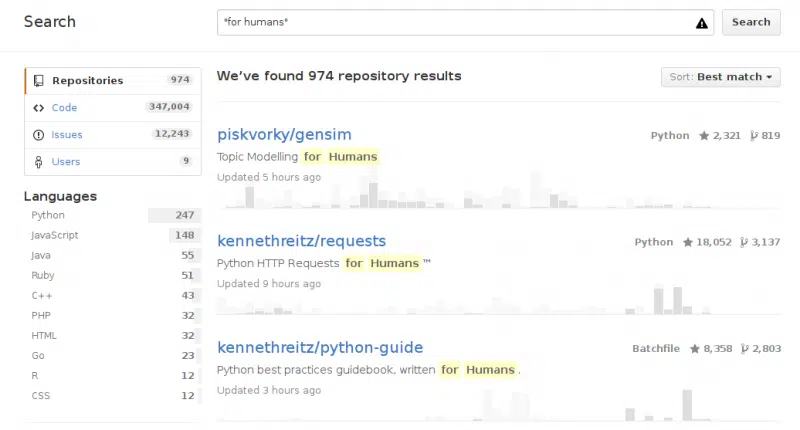 Search
"for humans"
Search
Repositories 974
Code 347,004
Issues 12,243
Users 9
Languages
Python 247
JavaScript 148
Java 55
Ruby 51
C++ 43
PHP 32
HTML 32
Go 23
R 12
CSS 12
We've found 974 repository results
Sort: Best match
piskvorky/gensim
Python 2,321 819
Topic Modelling for Humans
Updated 5 hours ago
kennethreitz/requests
Python 18,052 3,137
Python HTTP Requests for Humans™
Updated 9 hours ago
kennethreitz/python-guide
Batchfile 8,358 2,803
Python best practices guidebook, written for Humans.
Updated 3 hours ago